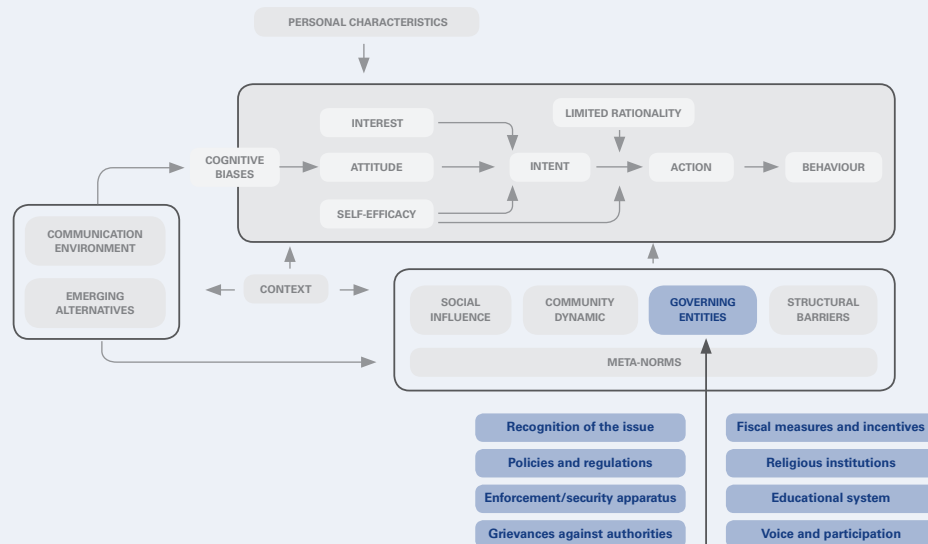 PERSONAL CHARACTERISTICS
INTEREST
LIMITED RATIONALITY
COGNITIVE
BIASES
ATTITUDE
INTENT
ACTION
BEHAVIOUR
SELF-EFFICACY
COMMUNICATION
ENVIRONMENT
EMERGING
ALTERNATIVES
CONTEXT
SOCIAL
INFLUENCE
COMMUNITY
DYNAMIC
GOVERNING
ENTITIES
STRUCTURAL
BARRIERS
META-NORMS
Recognition of the issue
Fiscal measures and incentives
Policies and regulations
Religious institutions
Enforcement/security apparatus
Educational system
Grievances against authorities
Voice and participation